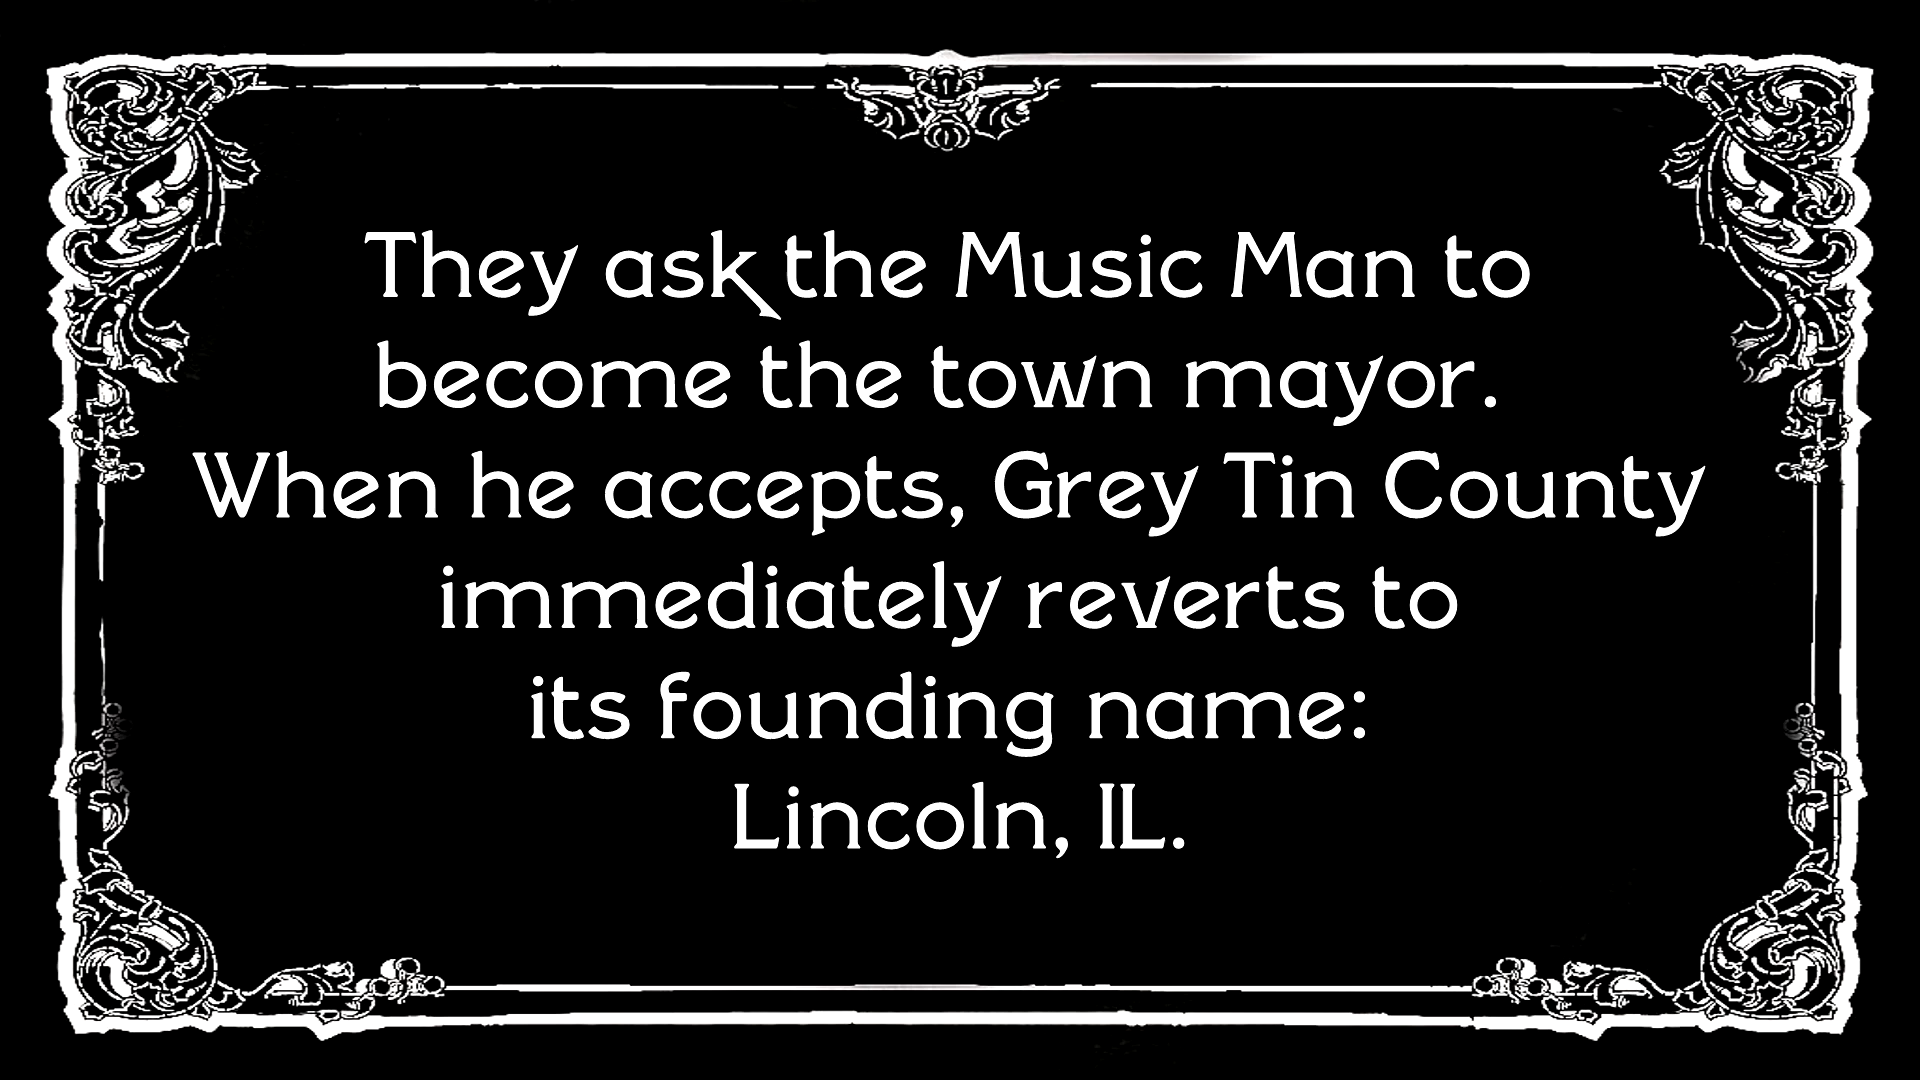 They ask the Music Man to
become the town mayor.
When he accepts, Grey Tin County
immediately reverts to
its founding name:
Lincoln, IL.